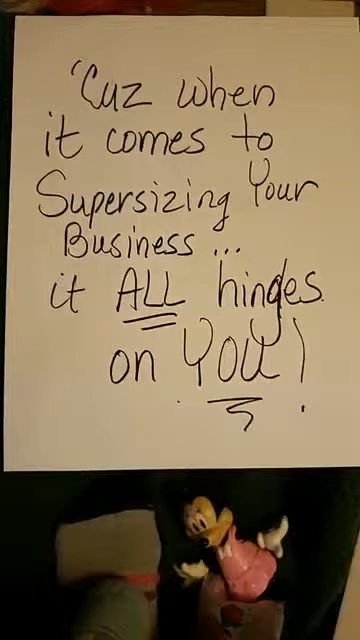 'Cuz when
it comes to
Supersizing Your
Business...
it ALL hinges
on YOU!